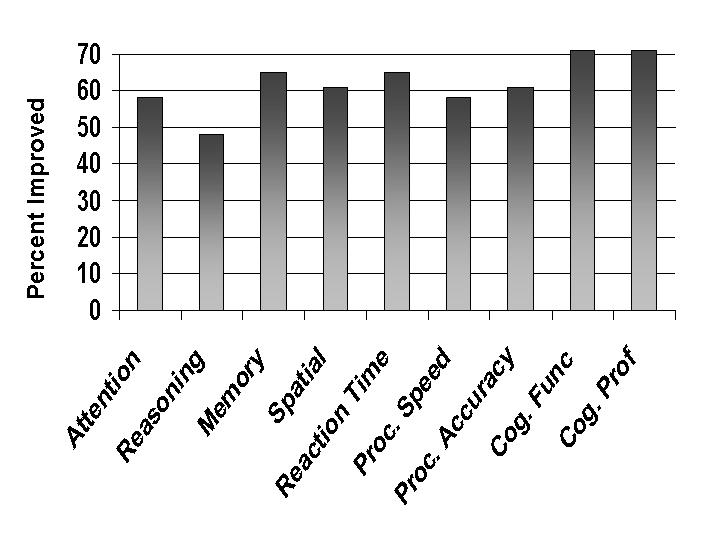 Percent Improved
70
60
50
40
30
20
10
0
Attention
Reasoning
Memory
Spatial
Reaction Time
Proc. Speed
Proc. Accuracy
Cog. Func
Cog. Prof